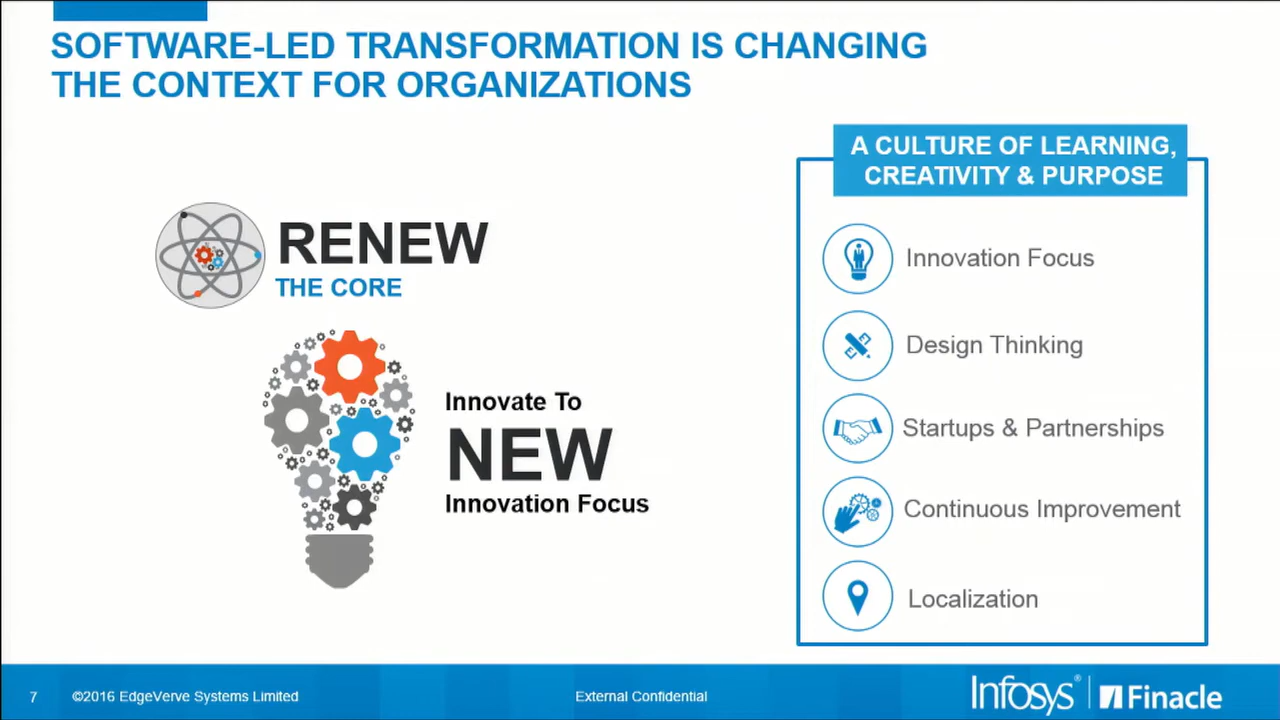 SOFTWARE-LED TRANSFORMATION IS CHANGING
THE CONTEXT FOR ORGANIZATIONS
RENEW
THE CORE
Innovate To
NEW
Innovation Focus
A CULTURE OF LEARNING,
CREATIVITY & PURPOSE
Innovation Focus
Design Thinking
Startups & Partnerships
Continuous Improvement
Localization
7
©2016 EdgeVerve Systems Limited
External Confidential
Infosys® | Finacle